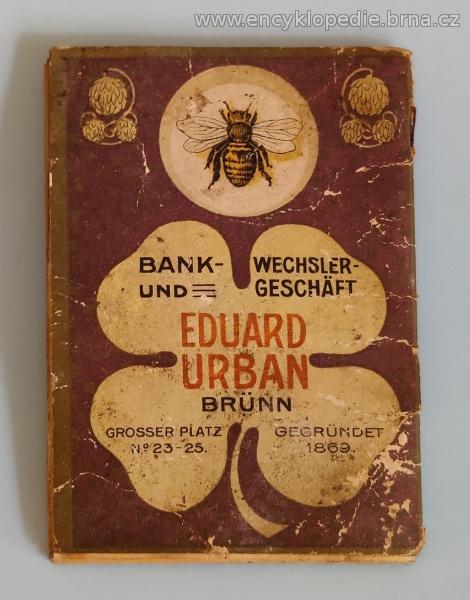 www.encyklopedie.brna.cz
BANK- WECHSLER-
UND GESCHÄFT
EDUARD
URBAN
BRÜNN
GROSSER PLATZ GEGRÜNDET
No 23-25. 1869.